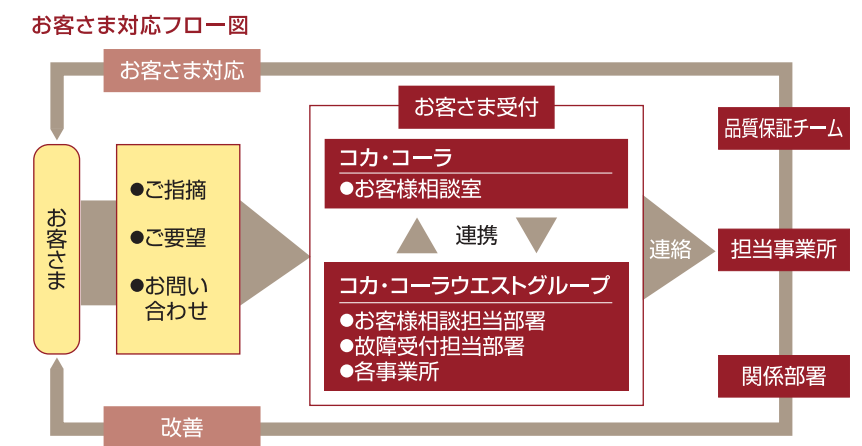 お客さま対応フロー図
お客さま対応
お客さま
●ご指摘
●ご要望
●お問い
合わせ
お客さま受付
コカ・コーラ
●お客様相談室
連携
コカ・コーラウエストグループ
●お客様相談担当部署
●故障受付担当部署
●各事業所
連絡
品質保証チーム
担当事業所
関係部署
改善